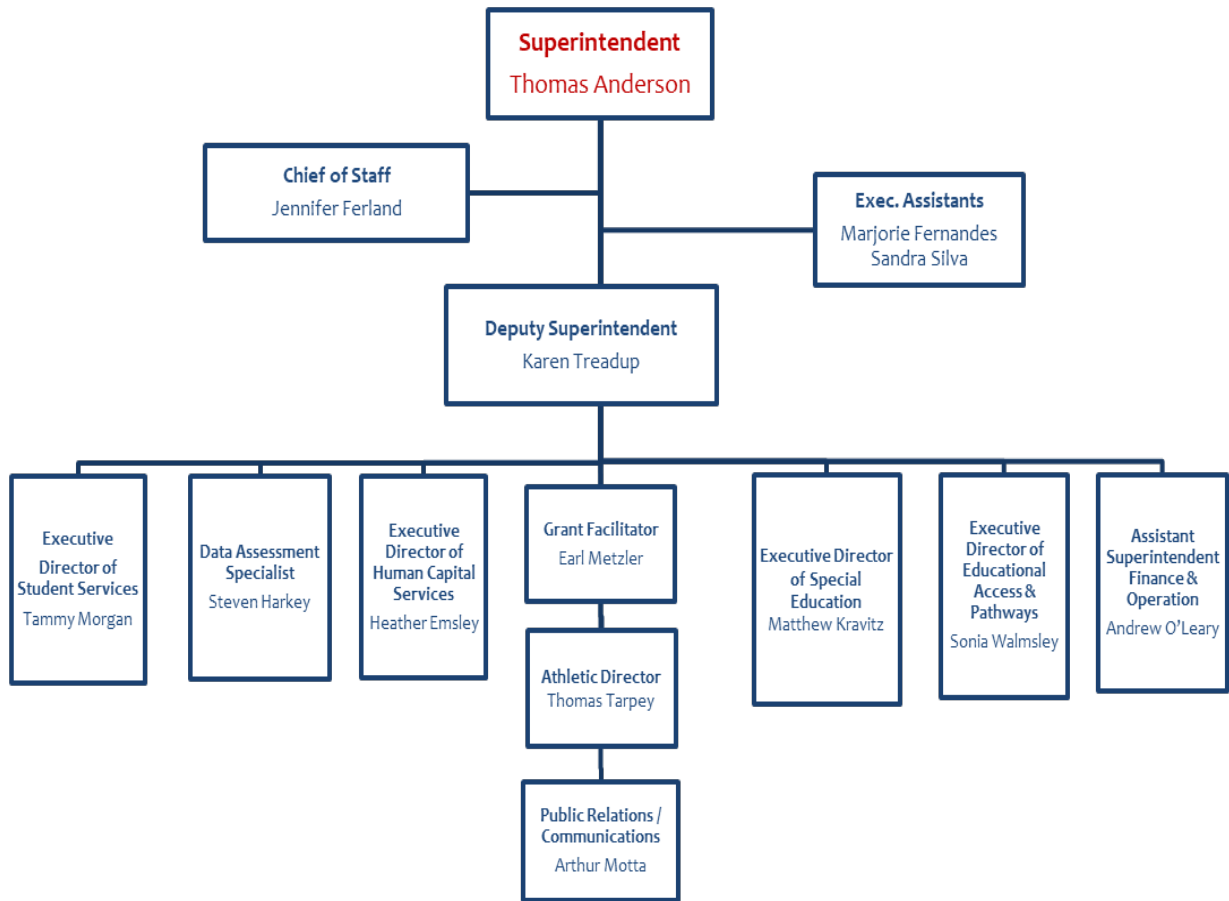 Superintendent
Thomas Anderson
Chief of Staff
Jennifer Ferland
Exec. Assistants
Marjorie Fernandes
Sandra Silva
Deputy Superintendent
Karen Treadup
Executive
Director of
Student Services
Tammy Morgan
Data Assessment
Specialist
Steven Harkey
Executive
Director of
Human Capital
Services
Heather Emsley
Grant Facilitator
Earl Metzler
Athletic Director
Thomas Tarpey
Public Relations /
Communications
Arthur Motta
Executive Director
of Special
Education
Matthew Kravitz
Executive
Director of
Educational
Access &
Pathways
Sonia Walmsley
Assistant
Superintendent
Finance &
Operation
Andrew O’Leary